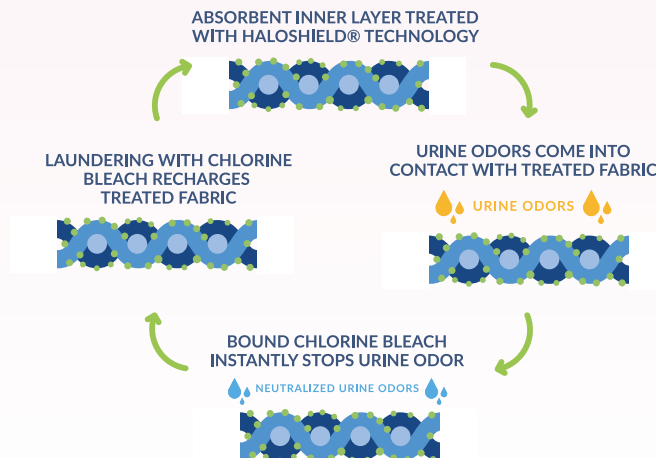 ABSORBENT INNER LAYER TREATED
WITH HALOSHIELD® TECHNOLOGY
URINE ODORS COME INTO
CONTACT WITH TREATED FABRIC
URINE ODORS
BOUND CHLORINE BLEACH
INSTANTLY STOPS URINE ODOR
NEUTRALIZED URINE ODORS
LAUNDERING WITH CHLORINE
BLEACH RECHARGES
TREATED FABRIC